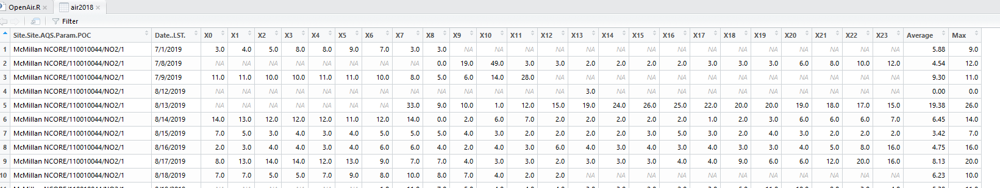 OpenAir.R × air2018 ×
Filter
Site.Site.AQS.Param.POC Date..LST. X0 X1 X2 X3 X4 X5 X6 X7 X8 X9 X10 X11 X12 X13 X14 X15 X16 X17 X18 X19 X20 X21 X22 X23 Average Max
1 McMillan NCORE/110010044/NO2/1 7/1/2019 3.0 4.0 5.0 8.0 8.0 9.0 7.0 3.0 3.0 NA NA NA NA NA NA NA NA NA NA NA NA NA NA NA 5.88 9.0
2 McMillan NCORE/110010044/NO2/1 7/8/2019 NA NA NA NA NA NA NA NA 0.0 19.0 49.0 3.0 3.0 2.0 2.0 2.0 2.0 3.0 3.0 3.0 6.0 8.0 10.0 12.0 4.54 12.0
3 McMillan NCORE/110010044/NO2/1 7/9/2019 11.0 11.0 10.0 10.0 11.0 11.0 10.0 8.0 5.0 6.0 14.0 28.0 NA NA NA NA NA NA NA NA NA NA NA NA 9.30 11.0
4 McMillan NCORE/110010044/NO2/1 8/12/2019 NA NA NA NA NA NA NA NA NA NA NA NA NA 3.0 NA NA NA NA NA NA NA NA NA NA 0.00 0.0
5 McMillan NCORE/110010044/NO2/1 8/13/2019 NA NA NA NA NA NA NA 33.0 9.0 10.0 1.0 12.0 15.0 19.0 24.0 26.0 25.0 22.0 20.0 20.0 19.0 18.0 17.0 15.0 19.38 26.0
6 McMillan NCORE/110010044/NO2/1 8/14/2019 14.0 13.0 12.0 12.0 11.0 12.0 12.0 14.0 0.0 2.0 6.0 7.0 2.0 2.0 2.0 2.0 2.0 1.0 2.0 3.0 6.0 6.0 6.0 7.0 6.45 14.0
7 McMillan NCORE/110010044/NO2/1 8/15/2019 7.0 5.0 3.0 4.0 3.0 4.0 5.0 5.0 5.0 4.0 3.0 2.0 2.0 2.0 2.0 3.0 5.0 3.0 2.0 4.0 3.0 2.0 2.0 2.0 3.42 7.0
8 McMillan NCORE/110010044/NO2/1 8/16/2019 2.0 3.0 4.0 4.0 3.0 4.0 6.0 6.0 4.0 2.0 4.0 3.0 6.0 4.0 3.0 4.0 3.0 4.0 3.0 3.0 4.0 5.0 8.0 16.0 4.75 16.0
9 McMillan NCORE/110010044/NO2/1 8/17/2019 8.0 13.0 14.0 14.0 12.0 13.0 9.0 7.0 7.0 4.0 3.0 3.0 2.0 3.0 3.0 3.0 4.0 4.0 9.0 6.0 6.0 12.0 20.0 16.0 8.13 20.0
10 McMillan NCORE/110010044/NO2/1 8/18/2019 7.0 7.0 5.0 5.0 7.0 9.0 8.0 10.0 8.0 7.0 4.0 2.0 2.0 NA NA NA NA NA NA NA NA NA NA NA 6.23 10.0